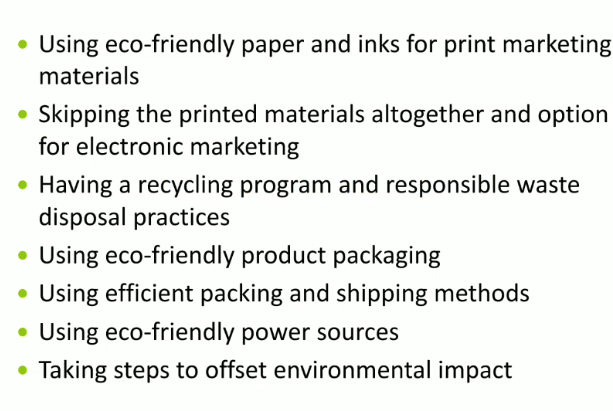 • Using eco-friendly paper and inks for print marketing
materials
• Skipping the printed materials altogether and option
for electronic marketing
• Having a recycling program and responsible waste
disposal practices
• Using eco-friendly product packaging
• Using efficient packing and shipping methods
• Using eco-friendly power sources
• Taking steps to offset environmental impact